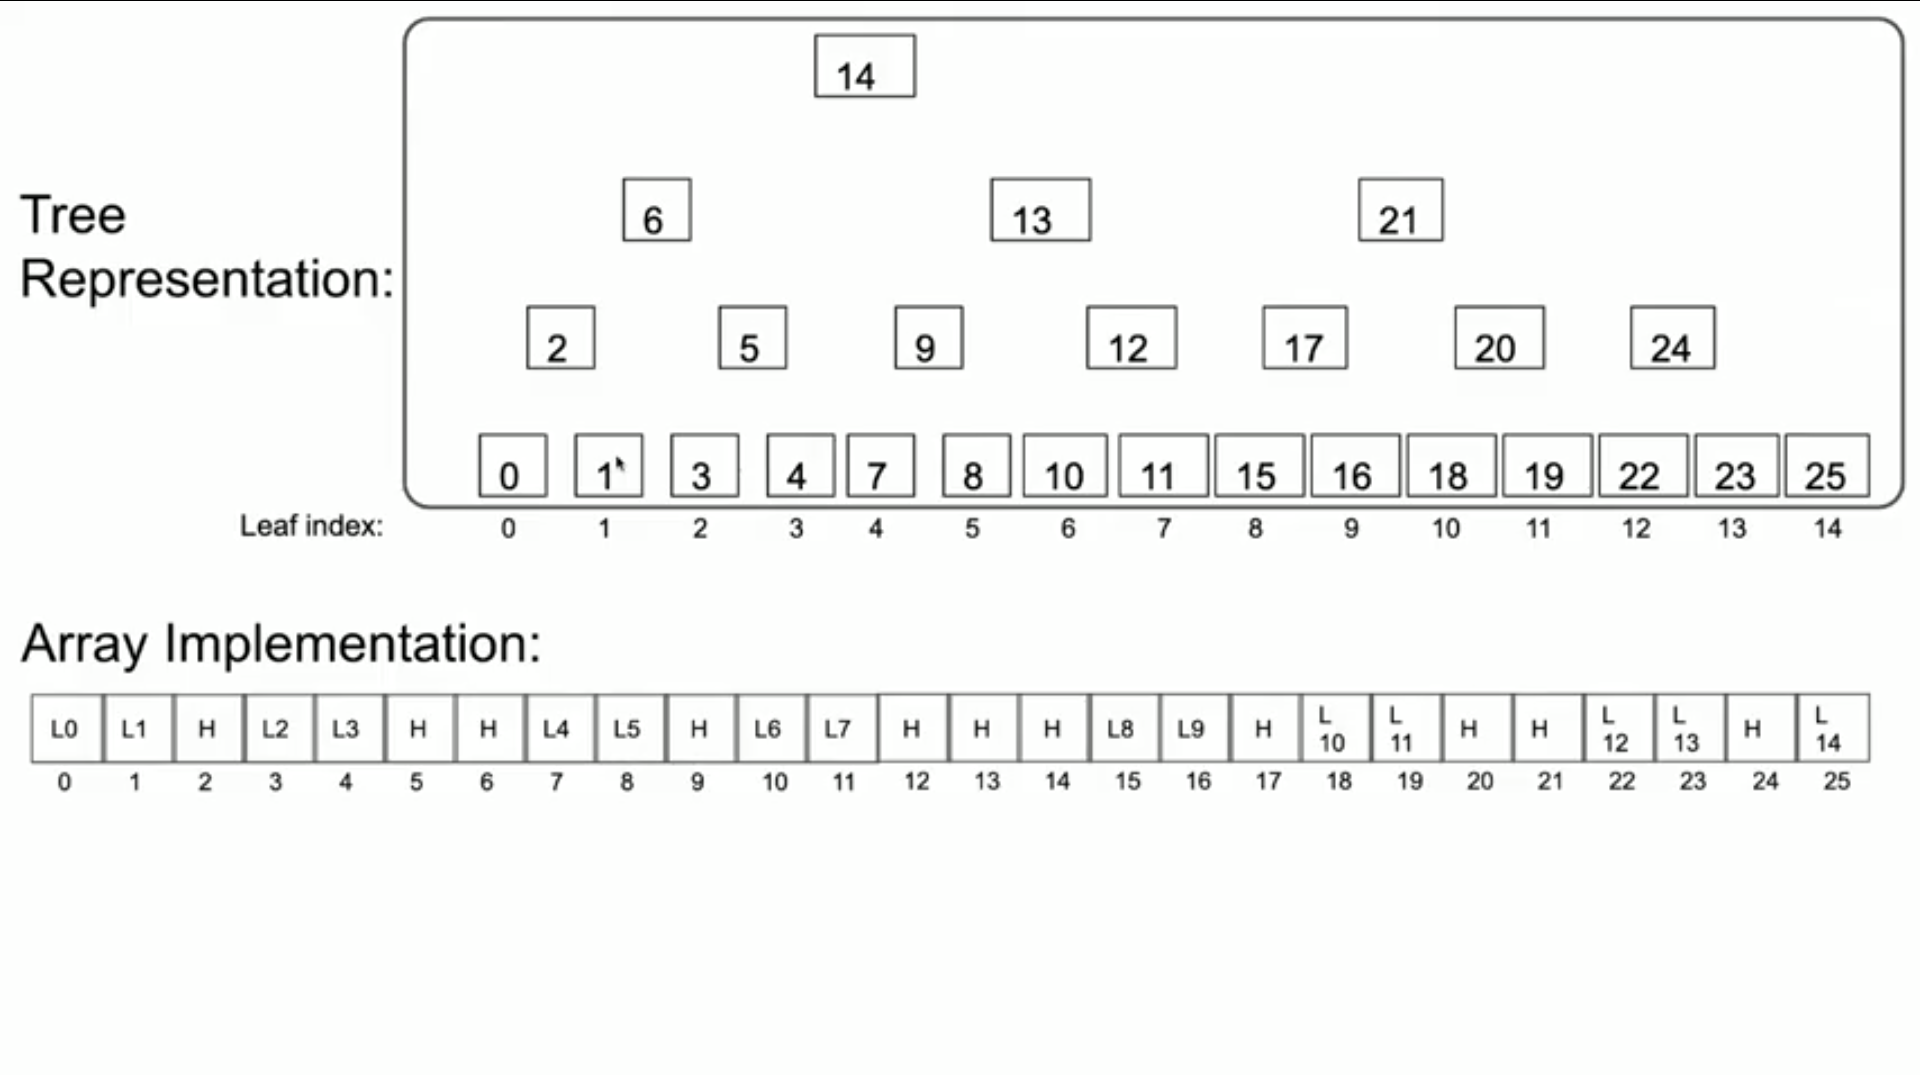 14
Tree
Representation:
6 13 21
2 5 9 12 17 20 24
0 1 3 4 7 8 10 11 15 16 18 19 22 23 25
Leaf index: 0 1 2 3 4 5 6 7 8 9 10 11 12 13 14
Array Implementation:
L0 L1 H L2 L3 H H L4 L5 H L6 L7 H H H L8 L9 H L 10 L 11 H H L 12 L 13 H L 14
0 1 2 3 4 5 6 7 8 9 10 11 12 13 14 15 16 17 18 19 20 21 22 23 24 25